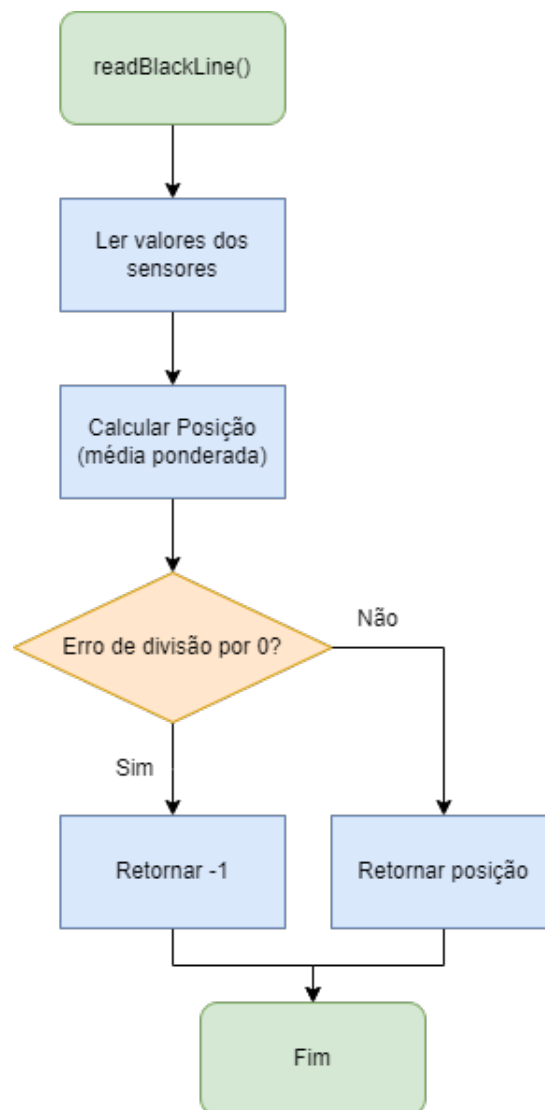 readBlackLine()
Ler valores dos
sensores
Calcular Posição
(média ponderada)
Erro de divisão por 0?
Não
Sim
Retornar -1
Retornar posição
Fim